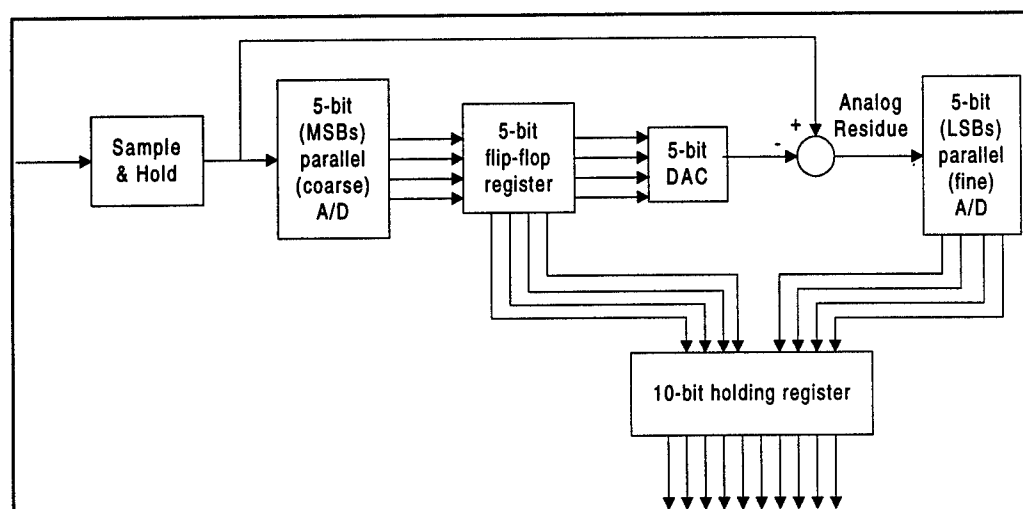 Sample
& Hold
5-bit
(MSBs)
parallel
(coarse)
A/D
5-bit
flip-flop
register
5-bit
DAC
+
-
Analog
Residue
5-bit
(LSBs)
parallel
(fine)
A/D
10-bit holding register